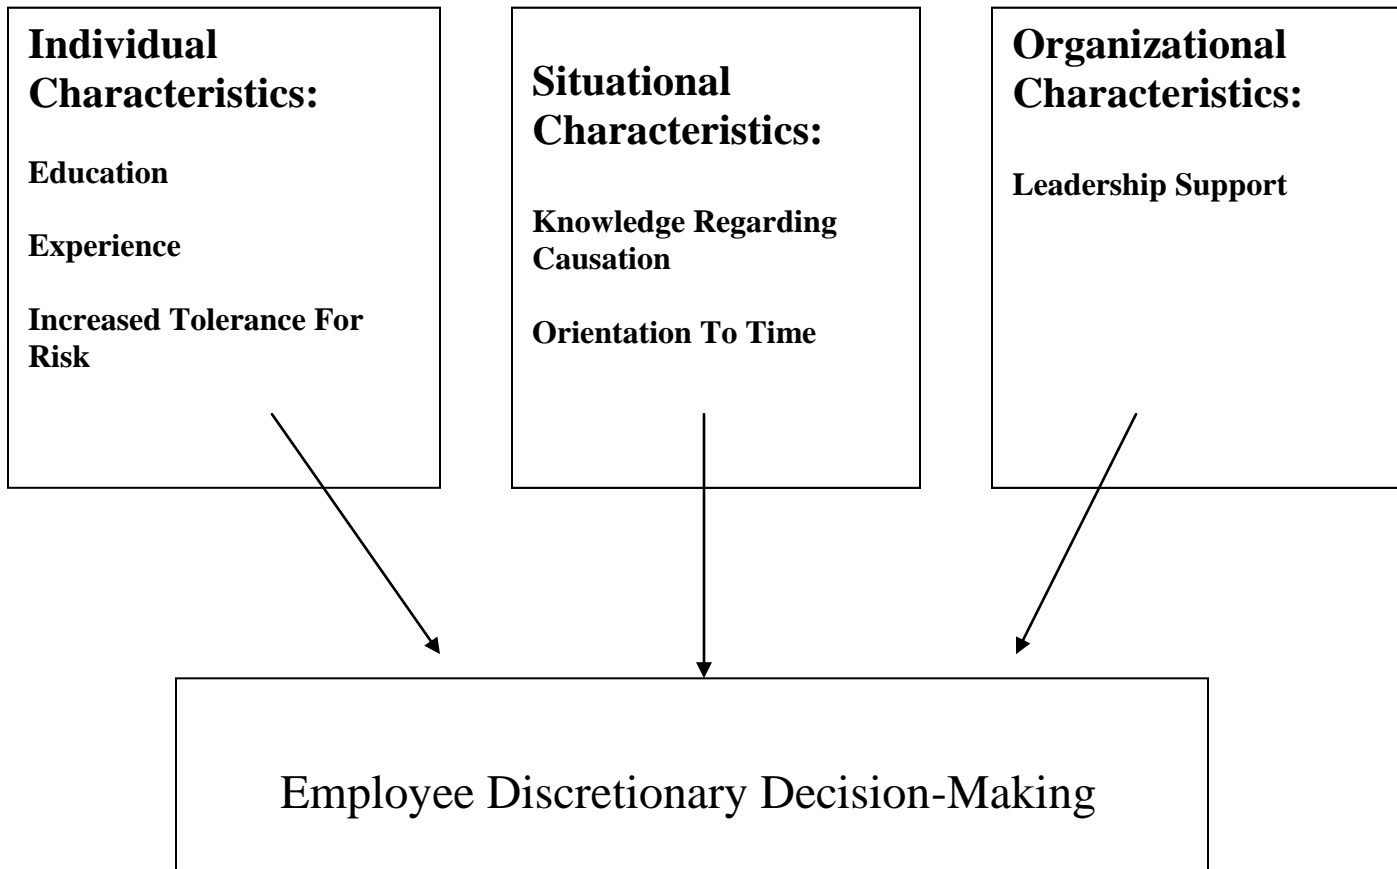 Individual
Characteristics:
Education
Experience
Increased Tolerance For
Risk
Situational
Characteristics:
Knowledge Regarding
Causation
Orientation To Time
Organizational
Characteristics:
Leadership Support
Employee Discretionary Decision-Making